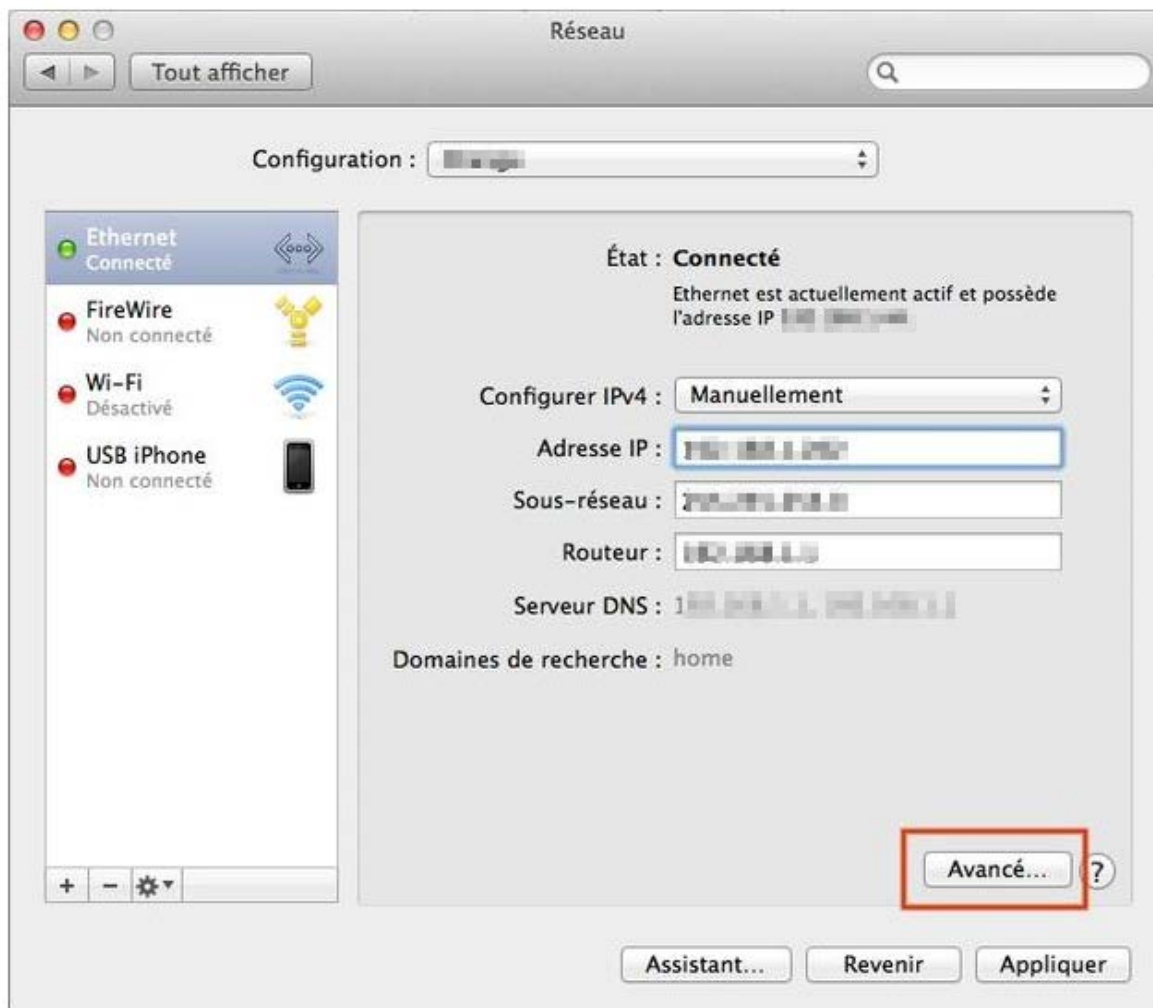 Réseau
Tout afficher
Configuration :
Ethernet
Connecté
FireWire
Non connecté
Wi-Fi
Désactivé
USB iPhone
Non connecté
État : Connecté
Ethernet est actuellement actif et possède
l'adresse IP
Configurer IPv4 : Manuellement
Adresse IP :
Sous-réseau :
Routeur :
Serveur DNS :
Domaines de recherche : home
Avancé... ?
Assistant... Revenir Appliquer